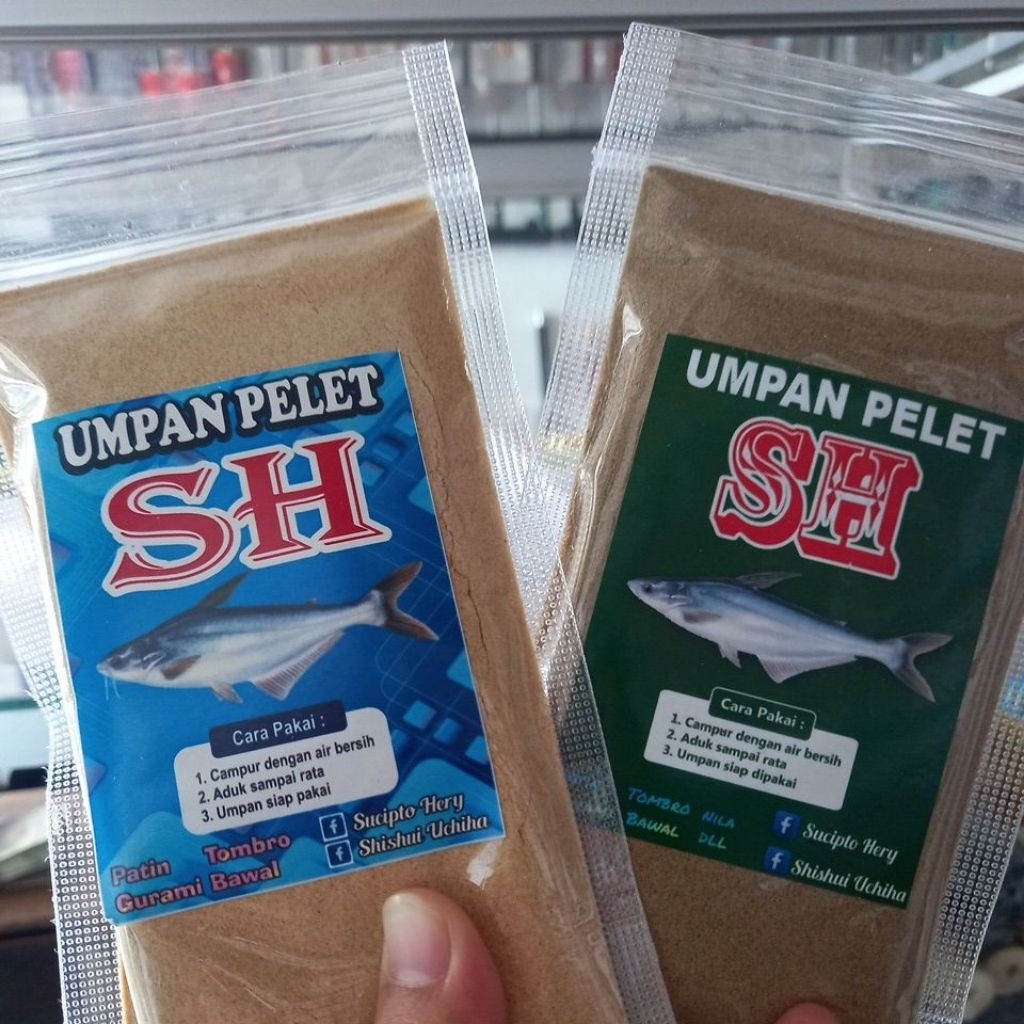 UMPAN PELET
SH
Cara Pakai :
1. Campur dengan air bersih
2. Aduk sampai rata
3. Umpan siap pakai
Patin Tombro
Gurami Bawal
f Sucipto Hery
f Shishui Uchiha
UMPAN PELET
SH
Cara Pakai :
1. Campur dengan air bersih
2. Aduk sampai rata
3. Umpan siap dipakai
TOMBRO NILA
BAWAL DLL
f Sucipto Hery
f Shishui Uchiha